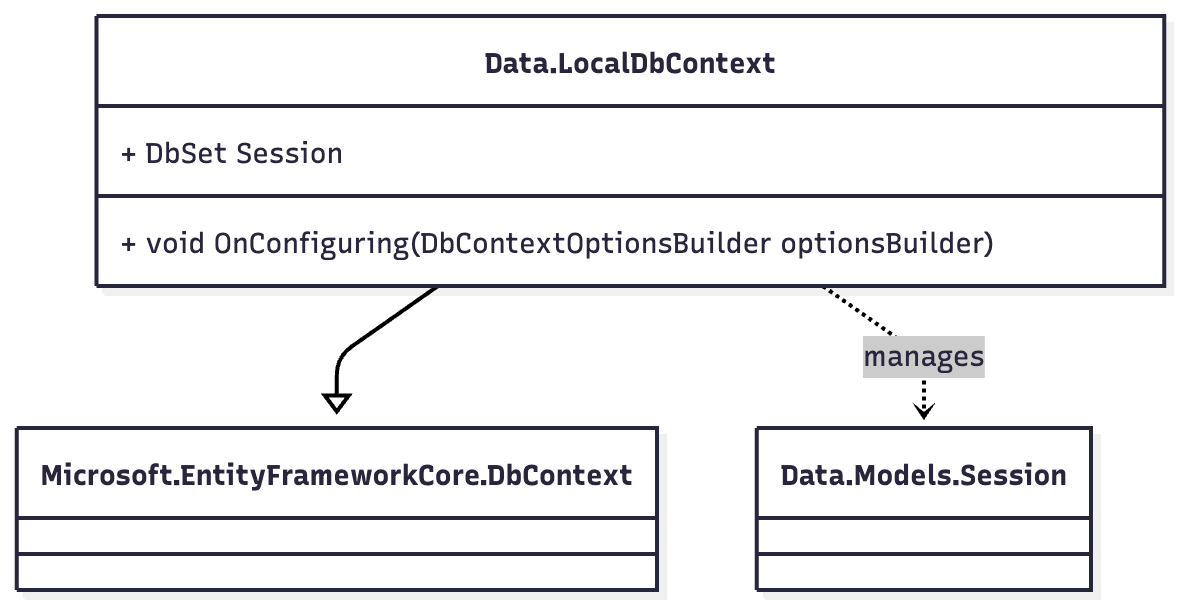 Data.LocalDbContext
+ DbSet Session
+ void OnConfiguring(DbContextOptionsBuilder optionsBuilder)
manages
Microsoft.EntityFrameworkCore.DbContext
Data.Models.Session